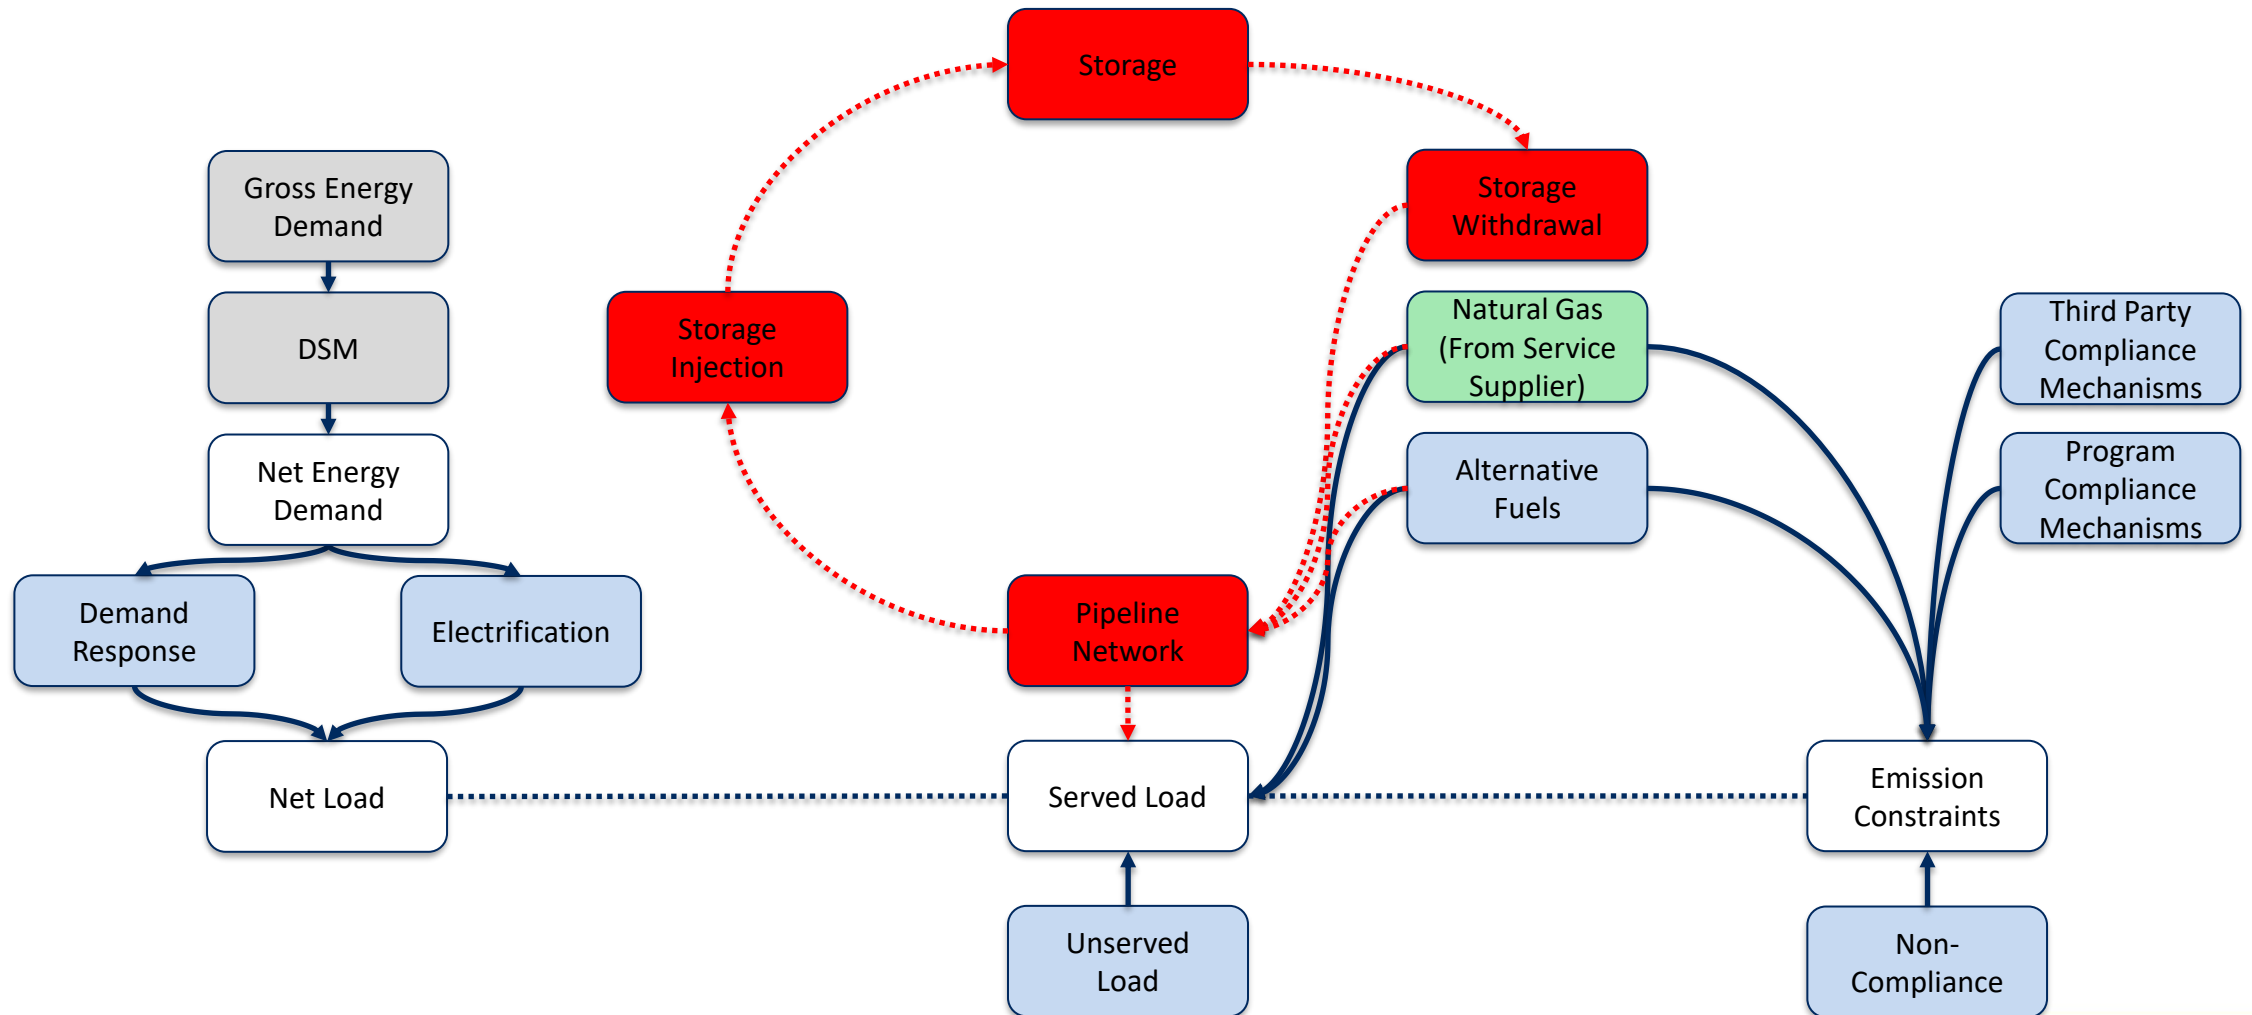 Storage
Gross Energy
Demand
Storage
Withdrawal
DSM
Storage
Injection
Natural Gas
(From Service
Supplier)
Third Party
Compliance
Mechanisms
Net Energy
Demand
Alternative
Fuels
Program
Compliance
Mechanisms
Demand
Response
Electrification
Pipeline
Network
Net Load
Served Load
Emission
Constraints
Unserved
Load
Non-
Compliance